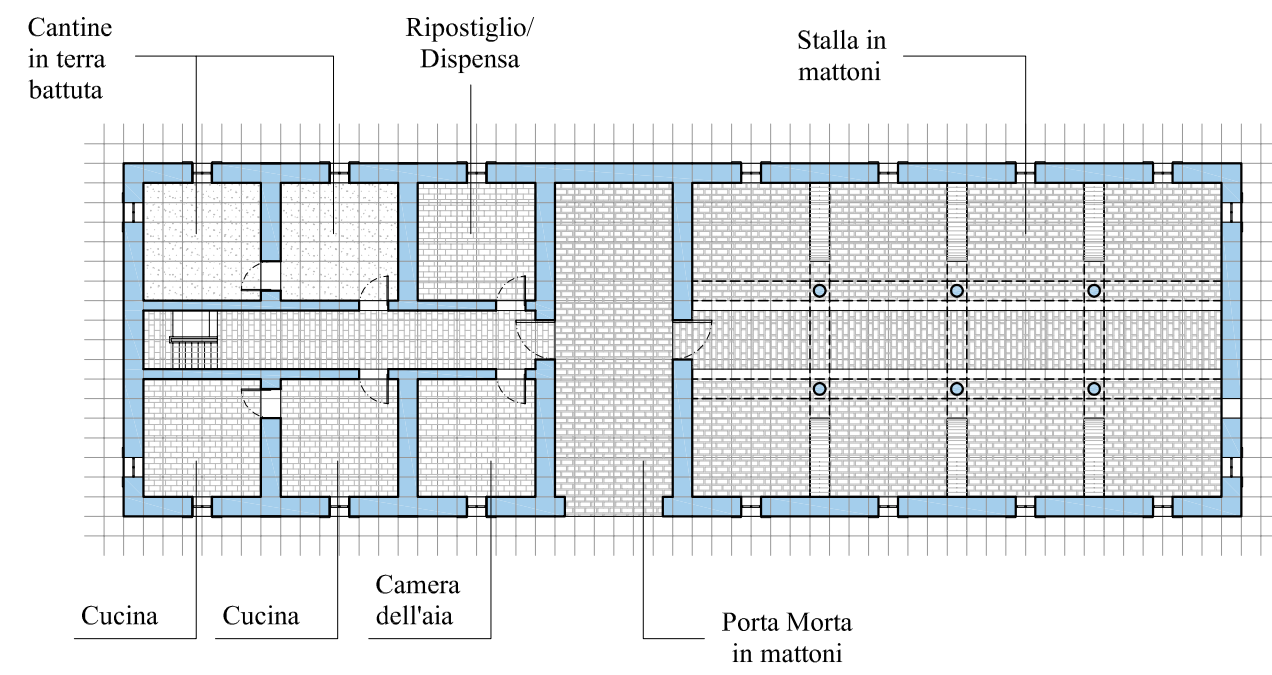 Cantine
in terra
battuta
Ripostiglio/
Dispensa
Stalla in
mattoni
Cucina
Cucina
Camera
dell'aia
Porta Morta
in mattoni